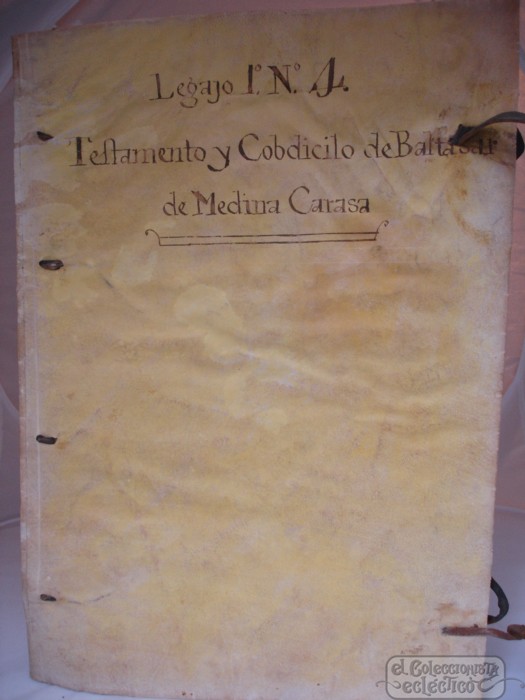 Legajo 1º. Nº. 4.
Testamento y Cobdicilo de Baltasar
de Medina Carasa
el Coleccionista
ecléctico